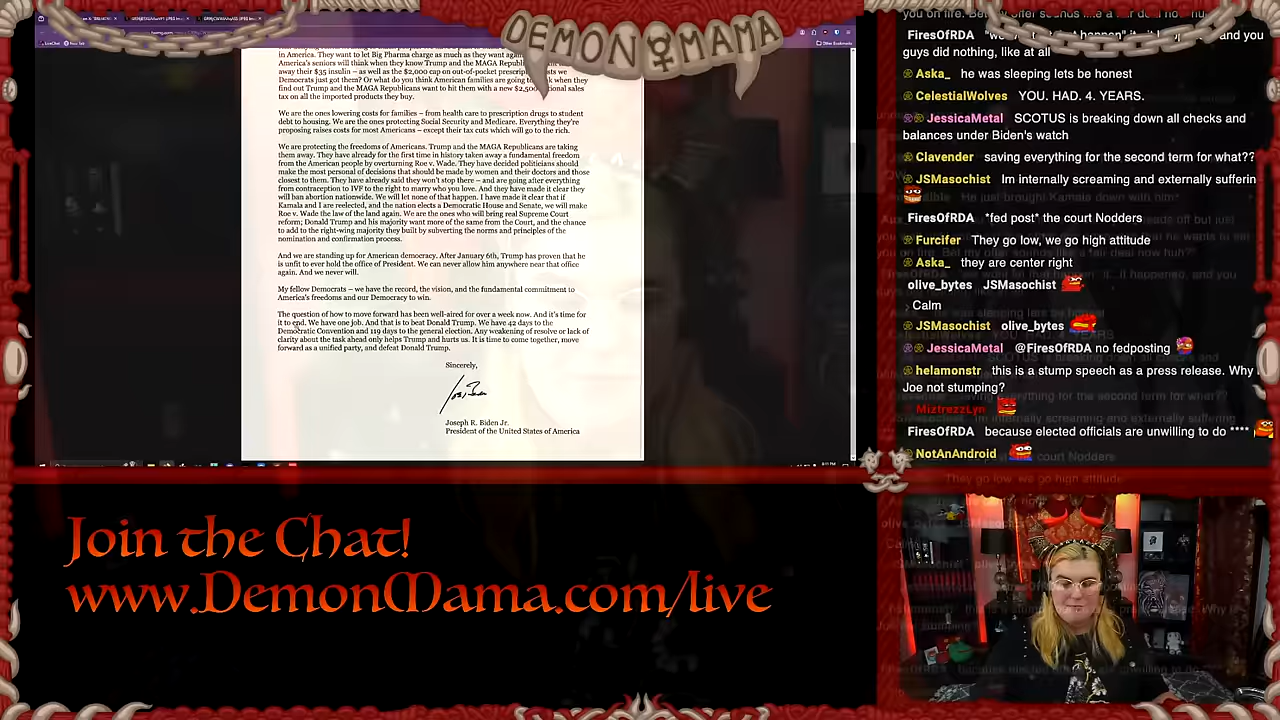 DEMON MAMA
in America. They want to let Big Pharma charge as much as they want again.
America's seniors will think when they know Trump and the MAGA Republicans
away their $35 insulin – as well as the $2,000 cap on out-of-pocket
Democrats just got them? Or what do you think American families are going to when they
find out Trump and the MAGA Republicans want to hit them with a new $2,500 national sales
tax on all the imported products they buy.
We are the ones lowering costs for families – from health care to prescription drugs to student
debt to housing. We are the ones protecting Social Security and Medicare. Everything they're
proposing raises costs for most Americans – except their tax cuts which will go to the rich.
We are protecting the freedoms of Americans. Trump and the MAGA Republicans are taking
them away. They have already for the first time in history taken away a fundamental freedom
from the American people by overturning Roe v. Wade. They have decided politicians should
make the most personal of decisions that should be made by women and their doctors and those
closest to them. They have already said they won't stop there – and are going after everything
from contraception to IVF to the right to marry who you love. And they have made it clear they
will ban abortion nationwide. We will let none of that happen. I have made it clear that if
Kamala and I are reelected, and the nation elects a Democratic House and Senate, we will make
Roe v. Wade the law of the land again. We are the ones who will bring real Supreme Court
reform; Donald Trump and his majority want more of the same from the Court, and the chance
to add to the right-wing majority they built by subverting the norms and principles of the
nomination and confirmation process.
And we are standing up for American democracy. After January 6th, Trump has proven that he
is unfit to ever hold the office of President. We can never allow him anywhere near that office
again. And we never will.
My fellow Democrats – we have the record, the vision, and the fundamental commitment to
America's freedoms and our Democracy to win.
The question of how to move forward has been well-aired for over a week now. And it's time for
it to end. We have one job. And that is to beat Donald Trump. We have 42 days to the
Democratic Convention and 119 days to the general election. Any weakening of resolve or lack of
clarity about the task ahead only helps Trump and hurts us. It is time to come together, move
forward as a unified party, and defeat Donald Trump.
Sincerely,
Joseph R. Biden Jr.
President of the United States of America
FiresOfRDA and you
guys did nothing, like at all
Aska_ he was sleeping lets be honest
CelestialWolves YOU. HAD. 4. YEARS.
JessicaMetal SCOTUS is breaking down all checks and
balances under Biden's watch
Clavender saving everything for the second term for what??
JSMasochist Im internally screaming and externally sufferin
FiresOfRDA *fed post* the court Nodders
Furcifer They go low, we go high attitude
Aska_ they are center right
olive_bytes JSMasochist
Calm
JSMasochist olive_bytes
JessicaMetal @FiresOfRDA no fedposting
helamonstr this is a stump speech as a press release. Why
Joe not stumping?
MiztrezzLyn
FiresOfRDA because elected officials are unwilling to do ****
NotAnAndroid
Join the Chat!
www.DemonMama.com/live